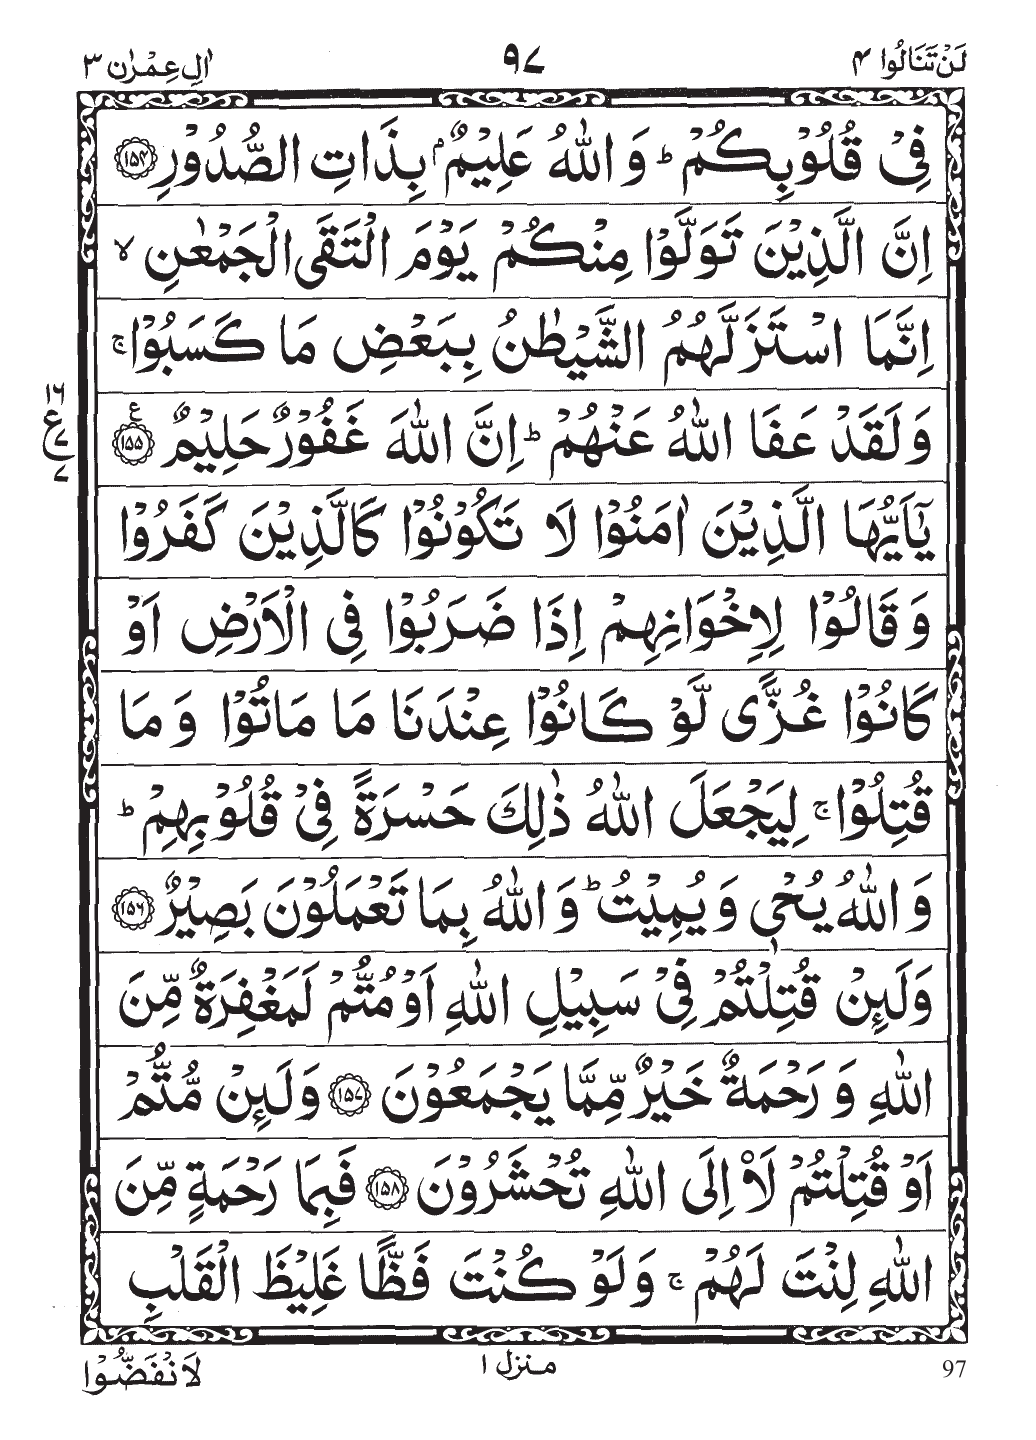 لَنْ تَنَالُوا ۴
٩٧
اٰلِ عِمْرٰن ٣
فِىْ قُلُوْبِكُمْ ؕ وَ اللّٰهُ عَلِيْمٌۢ بِذَاتِ الصُّدُوْرِ ﴿۱۵۴﴾
اِنَّ الَّذِيْنَ تَوَلَّوْا مِنْكُمْ يَوْمَ الْتَقَى الْجَمْعٰنِ ۙ
اِنَّمَا اسْتَزَلَّهُمُ الشَّيْطٰنُ بِبَعْضِ مَا كَسَبُوْا ۚ
وَ لَقَدْ عَفَا اللّٰهُ عَنْهُمْ ؕ اِنَّ اللّٰهَ غَفُوْرٌ حَلِيْمٌ ﴿۱۵۵﴾ ع
١٦
ع
٧
٧
يٰۤاَيُّهَا الَّذِيْنَ اٰمَنُوْا لَا تَكُوْنُوْا كَالَّذِيْنَ كَفَرُوْا
وَ قَالُوْا لِاِخْوَانِهِمْ اِذَا ضَرَبُوْا فِى الْاَرْضِ اَوْ
كَانُوْا غُزًّى لَّوْ كَانُوْا عِنْدَنَا مَا مَاتُوْا وَ مَا
قُتِلُوْا ۚ لِيَجْعَلَ اللّٰهُ ذٰلِكَ حَسْرَةً فِىْ قُلُوْبِهِمْ ؕ
وَ اللّٰهُ يُحْىٖ وَ يُمِيْتُ ؕ وَ اللّٰهُ بِمَا تَعْمَلُوْنَ بَصِيْرٌ ﴿۱۵۶﴾
وَ لَئِنْ قُتِلْتُمْ فِىْ سَبِيْلِ اللّٰهِ اَوْ مُتُّمْ لَمَغْفِرَةٌ مِّنَ
اللّٰهِ وَ رَحْمَةٌ خَيْرٌ مِّمَّا يَجْمَعُوْنَ ﴿۱۵۷﴾ وَ لَئِنْ مُّتُّمْ
اَوْ قُتِلْتُمْ لَا۟اِلَى اللّٰهِ تُحْشَرُوْنَ ﴿۱۵۸﴾ فَبِمَا رَحْمَةٍ مِّنَ
اللّٰهِ لِنْتَ لَهُمْ ۚ وَ لَوْ كُنْتَ فَظًّا غَلِيْظَ الْقَلْبِ
لَانْفَضُّوْا
منزل ١
97